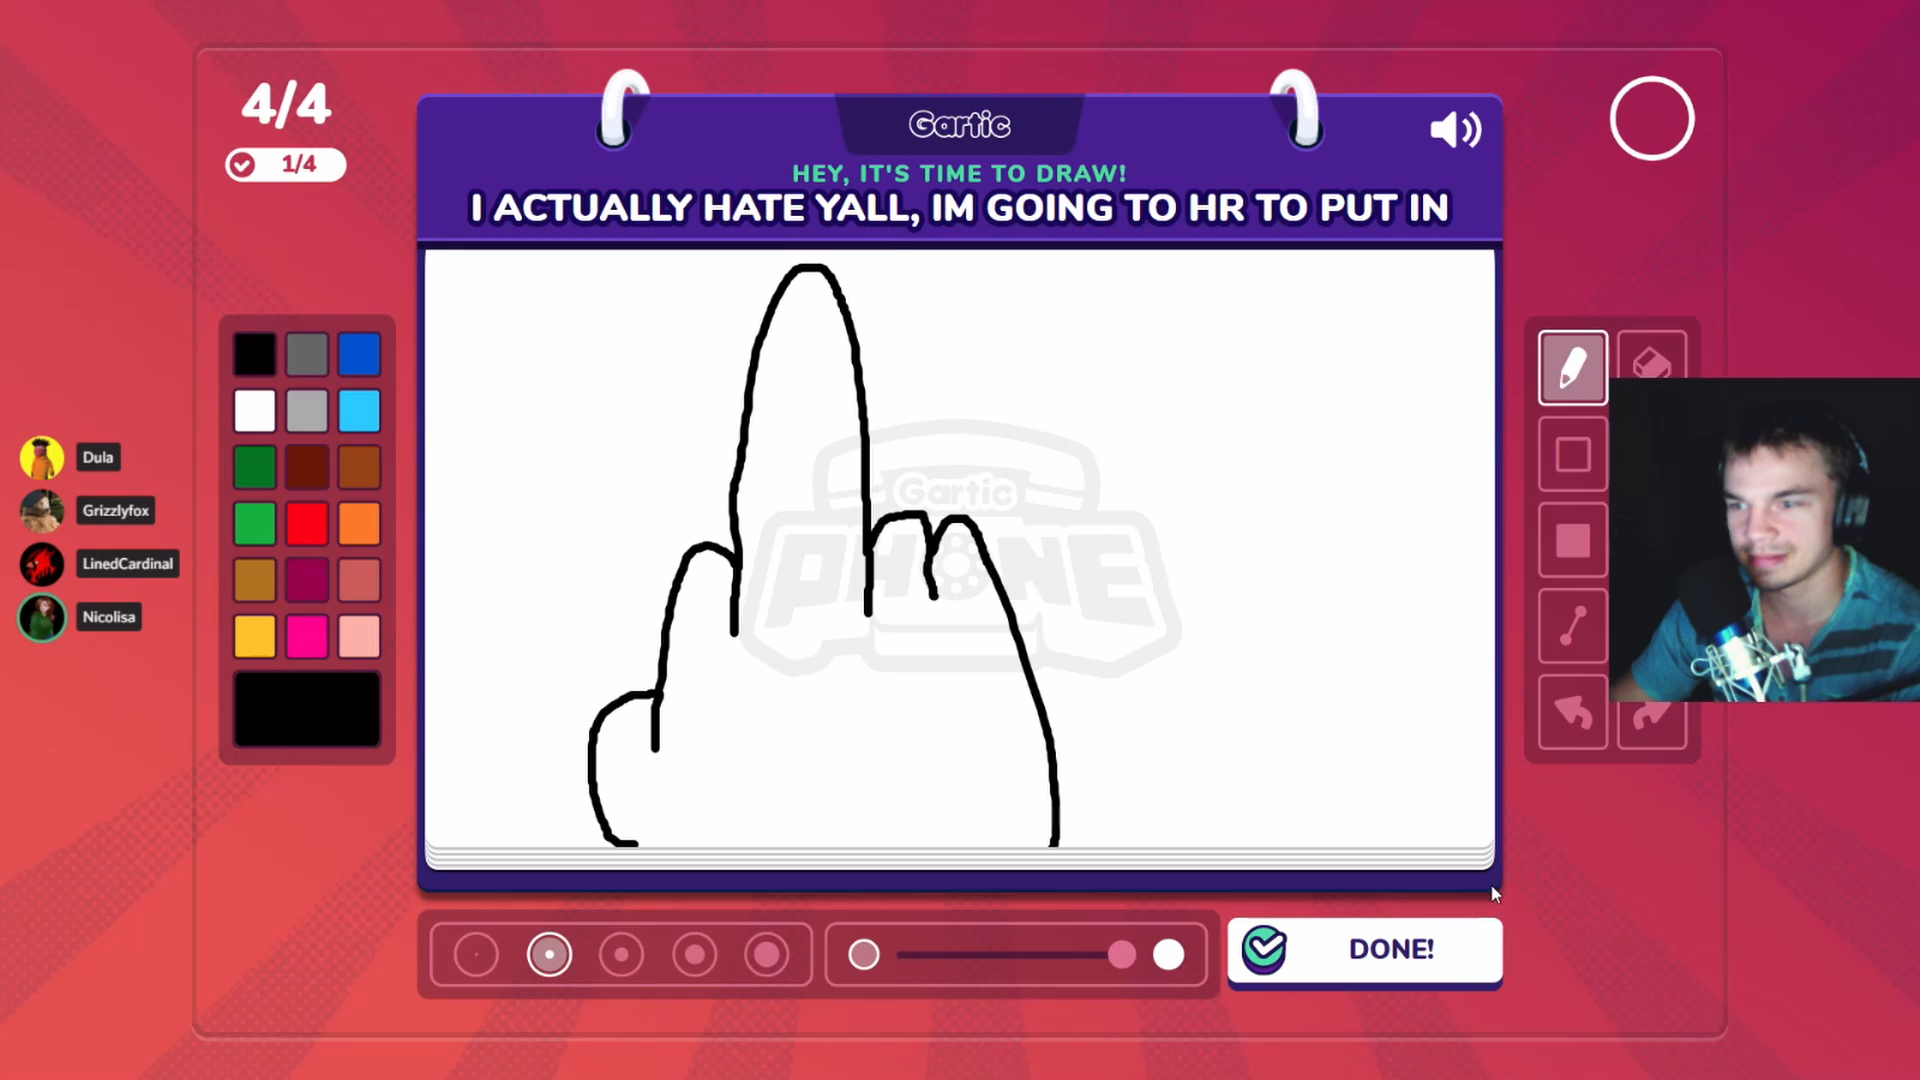 4/4
1/4
Gartic
HEY, IT'S TIME TO DRAW!
I ACTUALLY HATE YALL, IM GOING TO HR TO PUT IN
Gartic
PHONE
Dula
Grizzlyfox
LinedCardinal
Nicolisa
DONE!